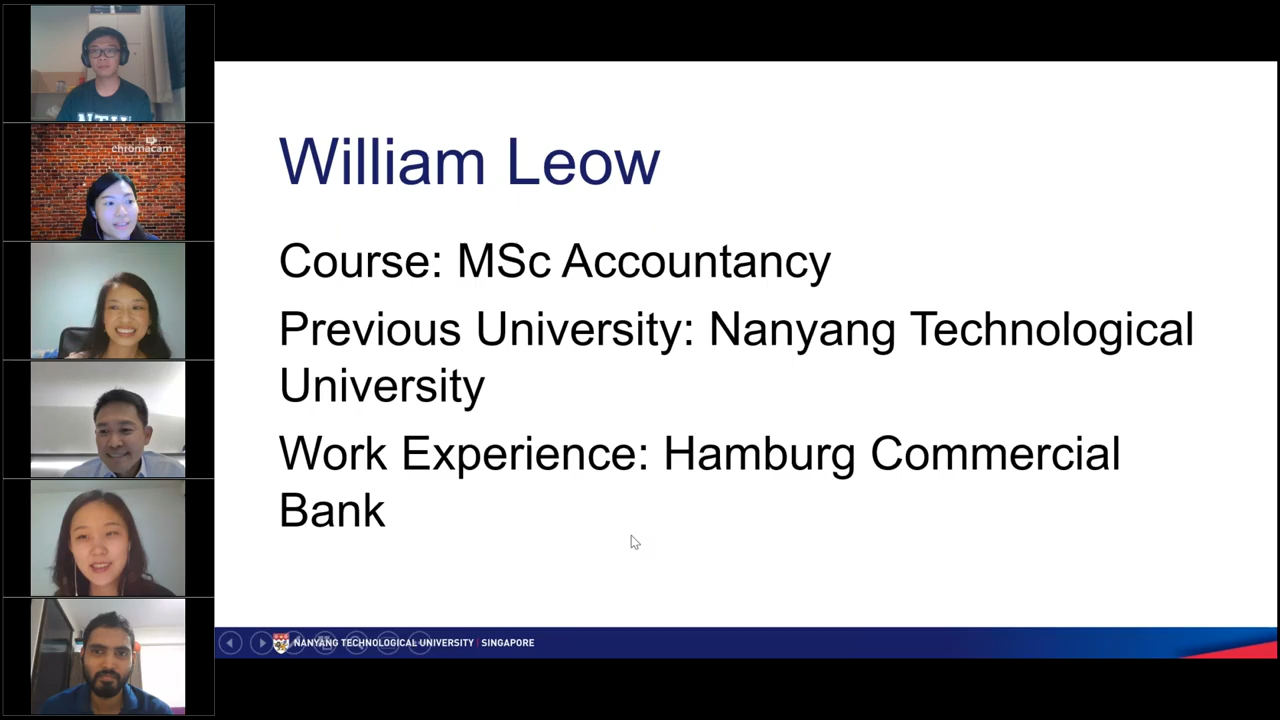 chromacam
William Leow
Course: MSc Accountancy
Previous University: Nanyang Technological
University
Work Experience: Hamburg Commercial
Bank
NANYANG TECHNOLOGICAL UNIVERSITY | SINGAPORE